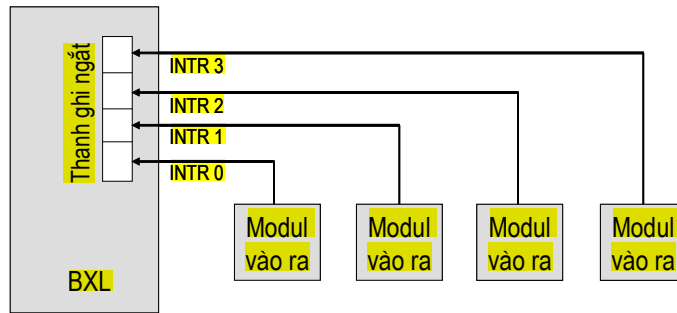 Thanh ghi ngắt
INTR 3
INTR 2
INTR 1
INTR 0
Modul
vào ra
Modul
vào ra
Modul
vào ra
Modul
vào ra
BXL